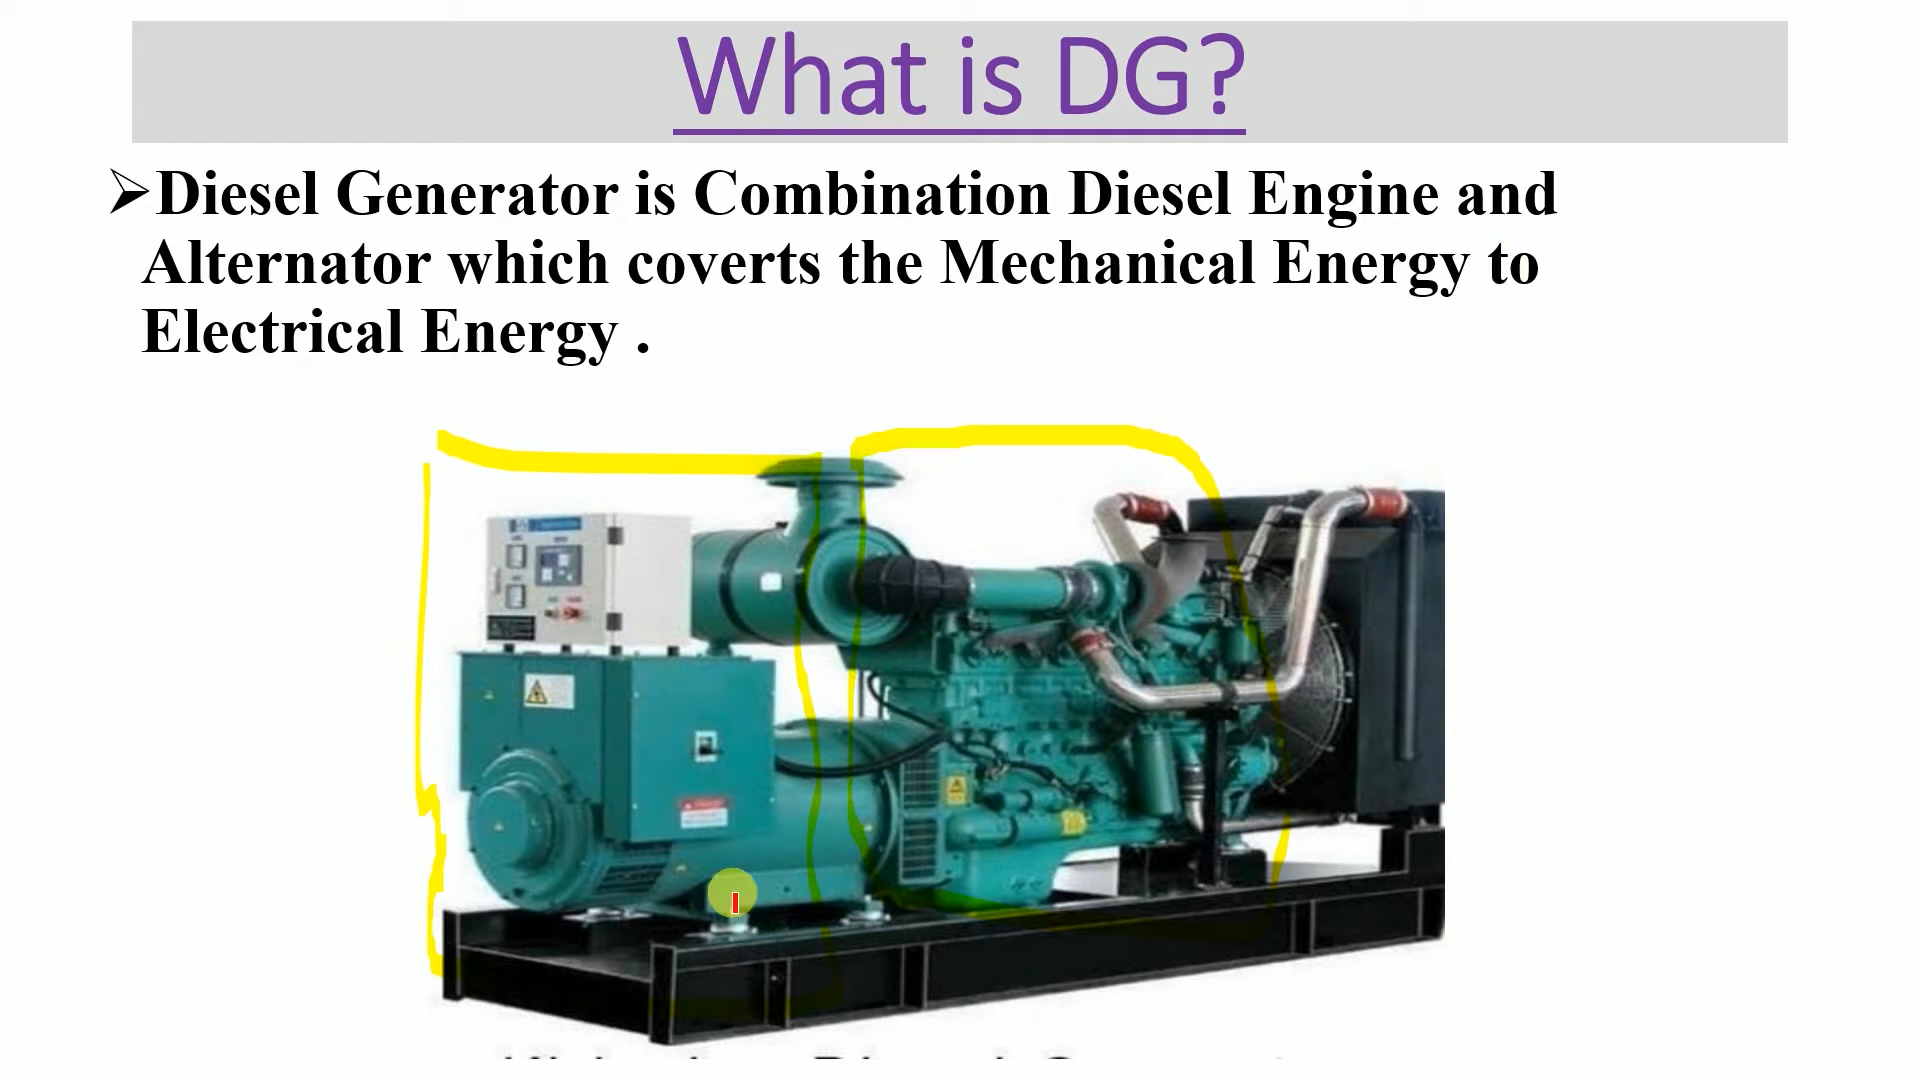 What is DG?
➢Diesel Generator is Combination Diesel Engine and
Alternator which coverts the Mechanical Energy to
Electrical Energy .